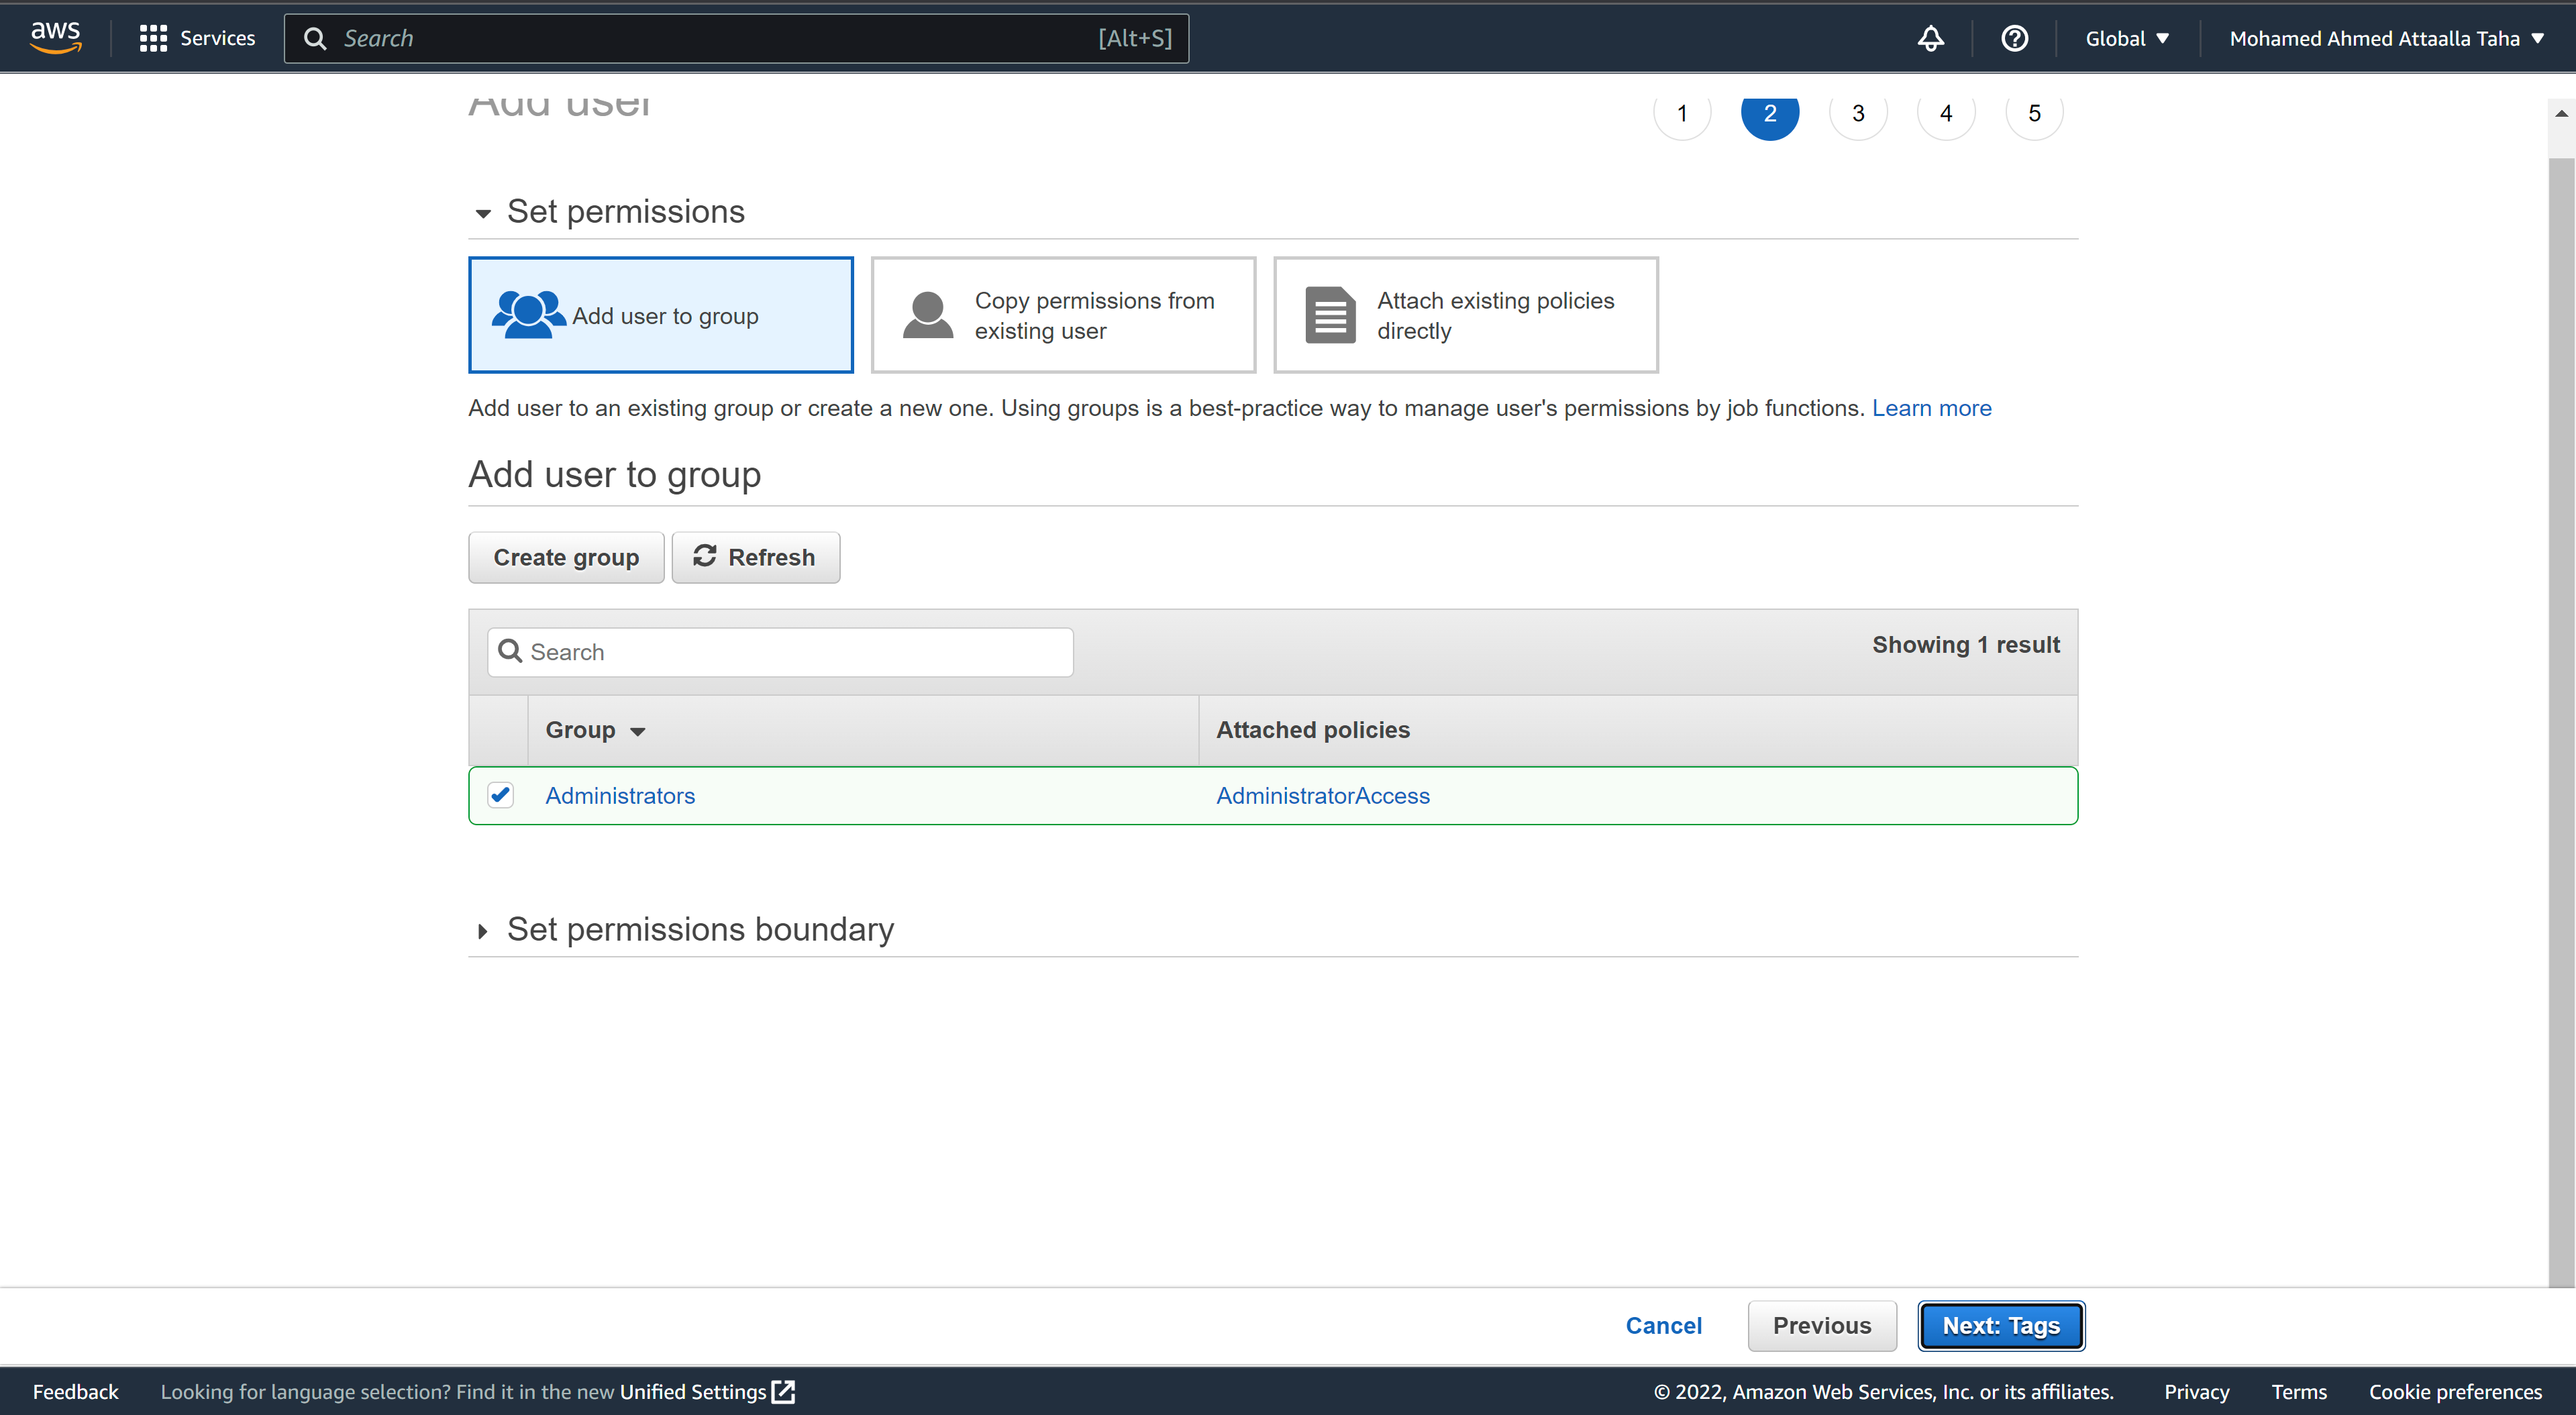 aws
Services
Search [Alt+S]
Global
Mohamed Ahmed Attaalla Taha
Add user
1 2 3 4 5
Set permissions
Add user to group
Copy permissions from
existing user
Attach existing policies
directly
Add user to an existing group or create a new one. Using groups is a best-practice way to manage user's permissions by job functions. Learn more
Add user to group
Create group
Refresh
Search
Showing 1 result
Group
Attached policies
Administrators
AdministratorAccess
Set permissions boundary
Cancel
Previous
Next: Tags
Feedback
Looking for language selection? Find it in the new Unified Settings
© 2022, Amazon Web Services, Inc. or its affiliates.
Privacy
Terms
Cookie preferences